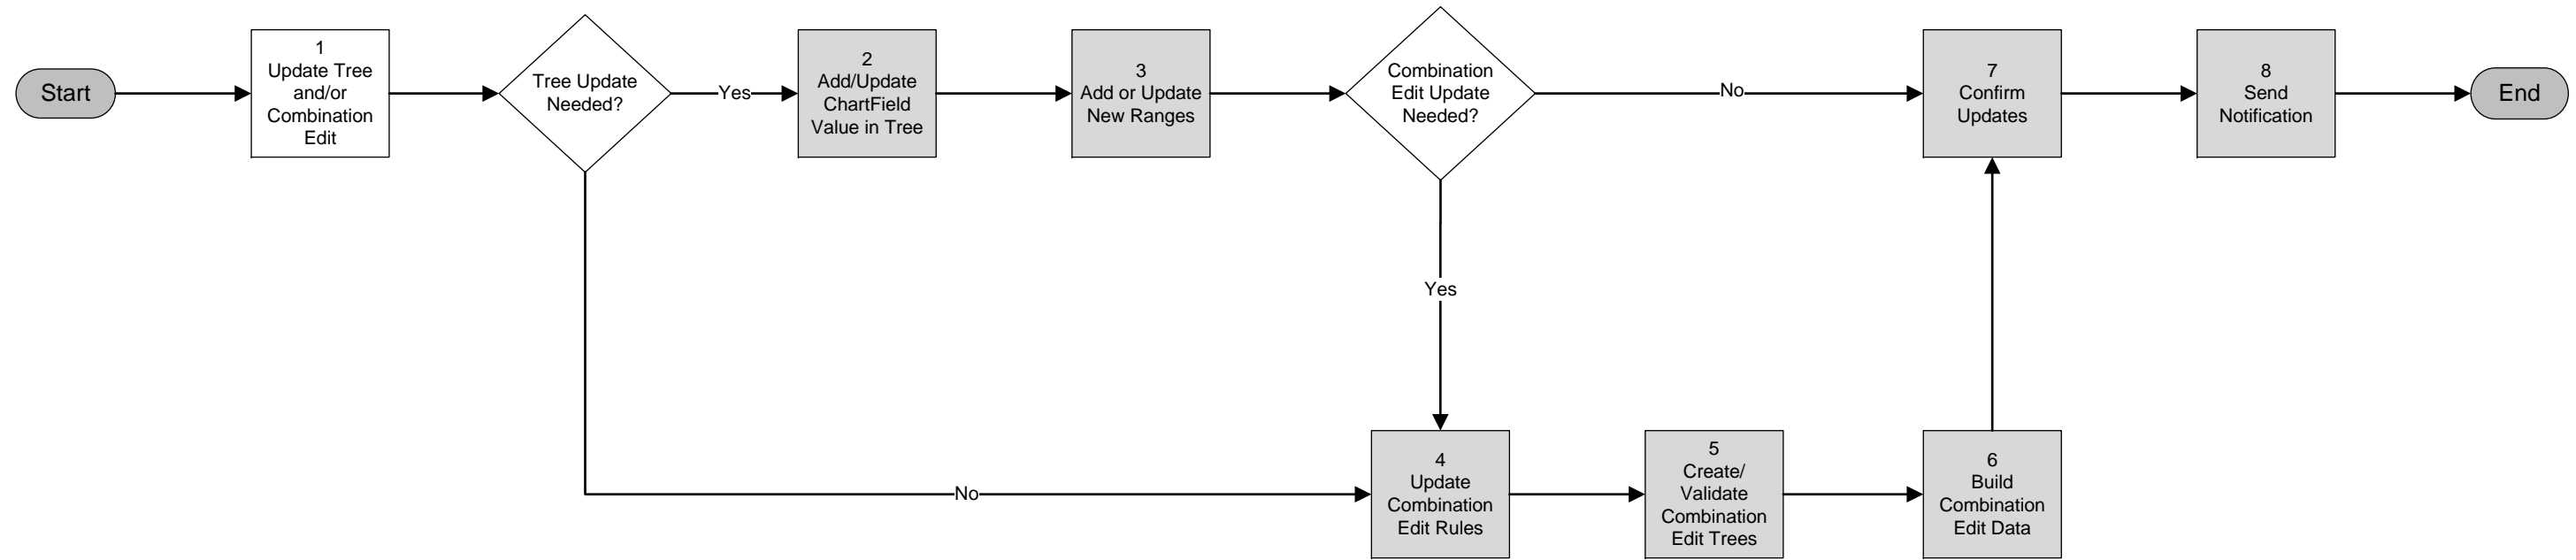 Start
1
Update Tree
and/or
Combination
Edit
Tree Update
Needed?
Yes
2
Add/Update
ChartField
Value in Tree
3
Add or Update
New Ranges
Combination
Edit Update
Needed?
No
7
Confirm
Updates
8
Send
Notification
End
Yes
No
4
Update
Combination
Edit Rules
5
Create/
Validate
Combination
Edit Trees
6
Build
Combination
Edit Data